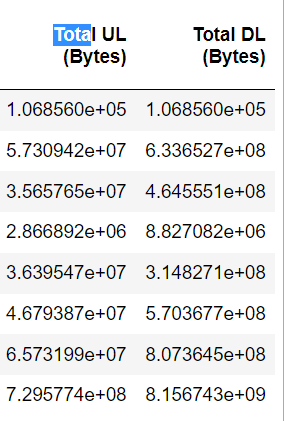 Total UL Total DL
(Bytes) (Bytes)
1.068560e+05 1.068560e+05
5.730942e+07 6.336527e+08
3.565765e+07 4.645551e+08
2.866892e+06 8.827082e+06
3.639547e+07 3.148271e+08
4.679387e+07 5.703677e+08
6.573199e+07 8.073645e+08
7.295774e+08 8.156743e+09